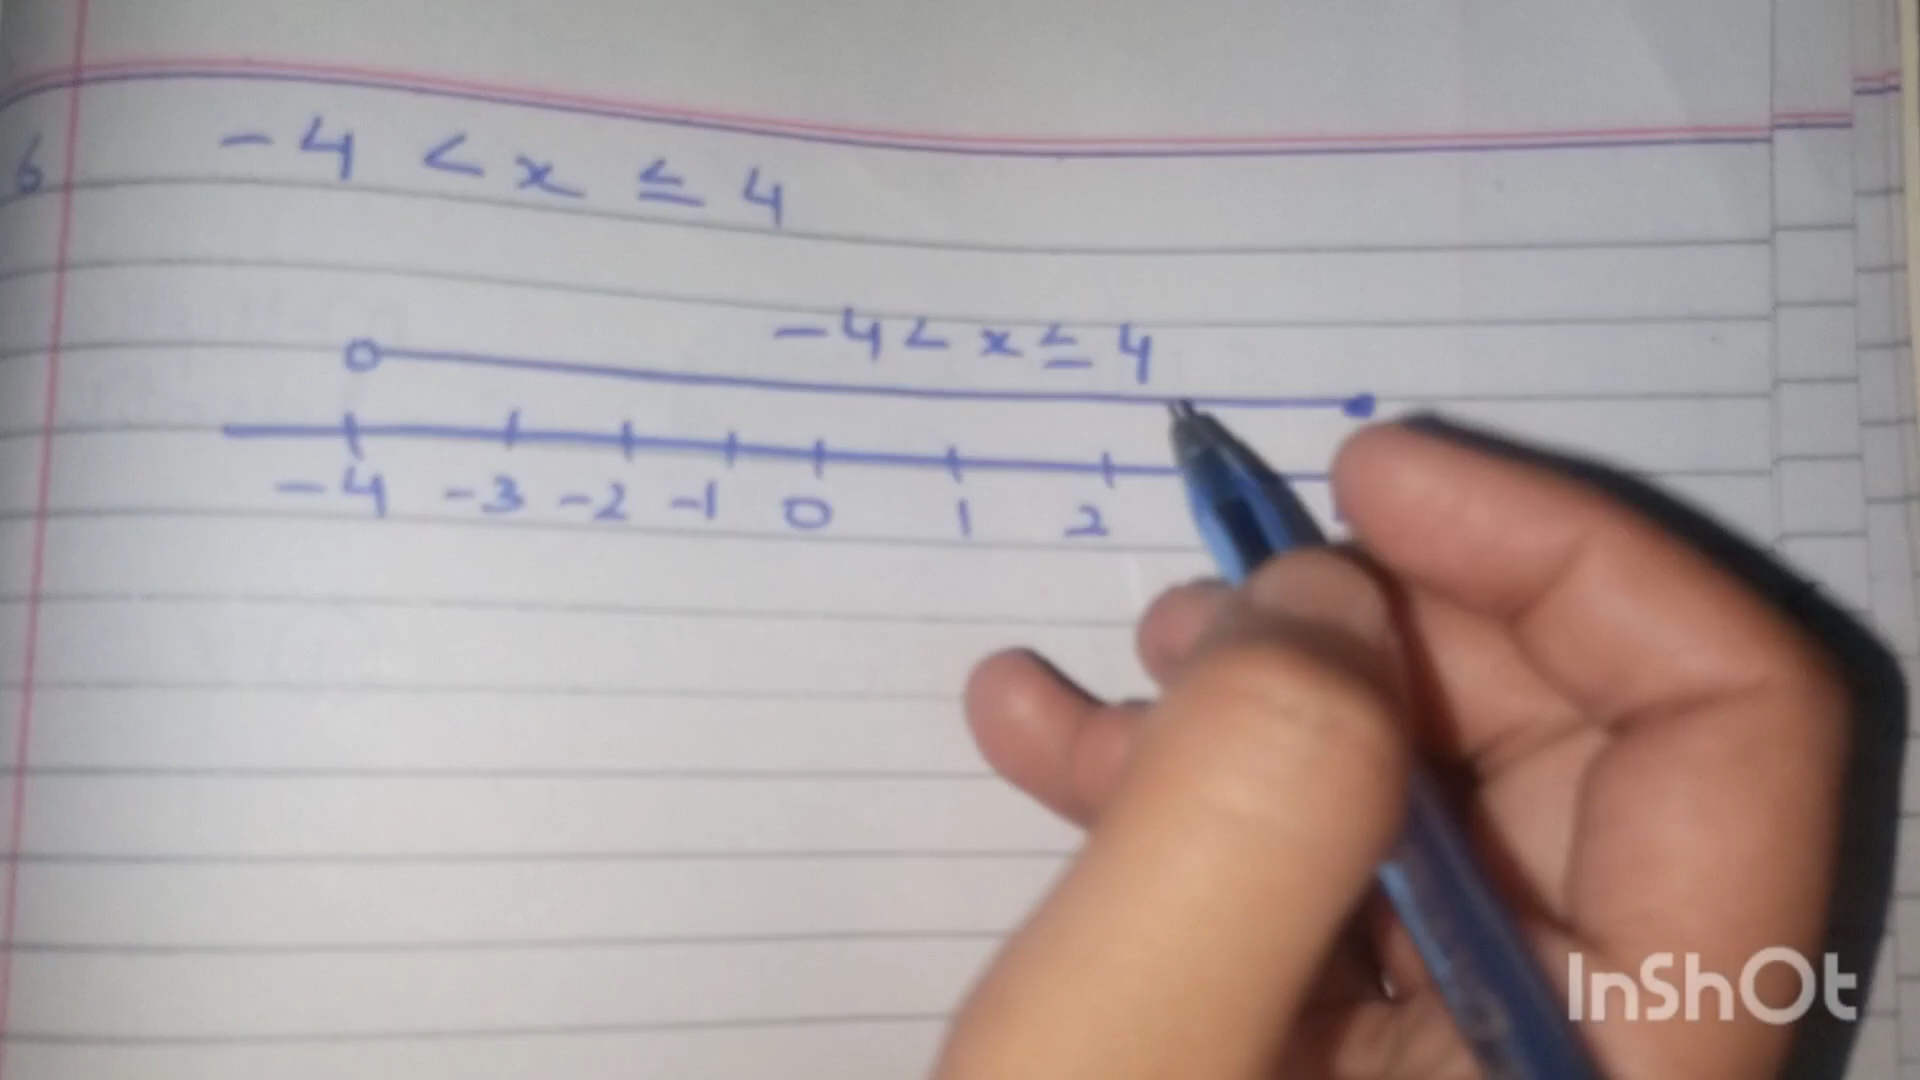 6 -4 < x ≤ 4
-4 < x ≤ 4
-4 -3 -2 -1 0 1 2
InShOt